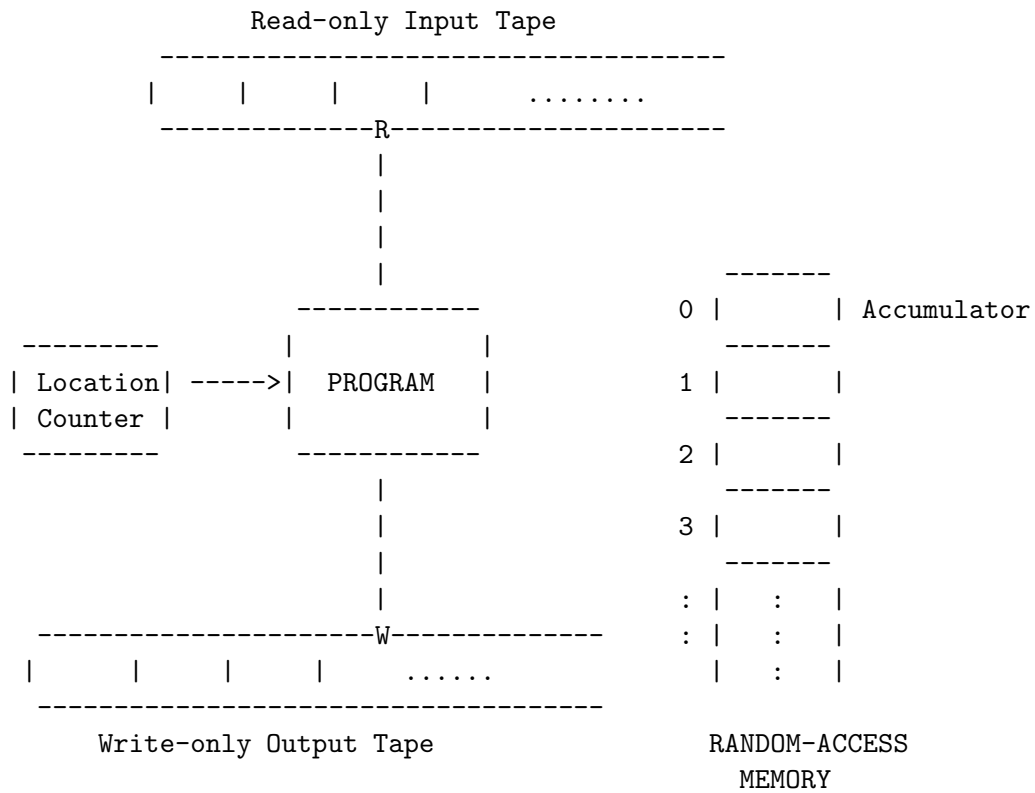 Read-only Input Tape
-------------------------------------
|     |     |     |      ........
--------------R----------------------
|
|
|
|                      -------
------------             0 |       | Accumulator
---------        |            |               -------
| Location| ----->|  PROGRAM   |            1 |       |
| Counter |       |            |               -------
---------         ------------             2 |       |
|                      -------
|                   3 |       |
|                      -------
|                   : |   :   |
----------------------W--------------     : |   :   |
|      |     |     |     ......              |   :   |
-------------------------------------
Write-only Output Tape                  RANDOM-ACCESS
MEMORY